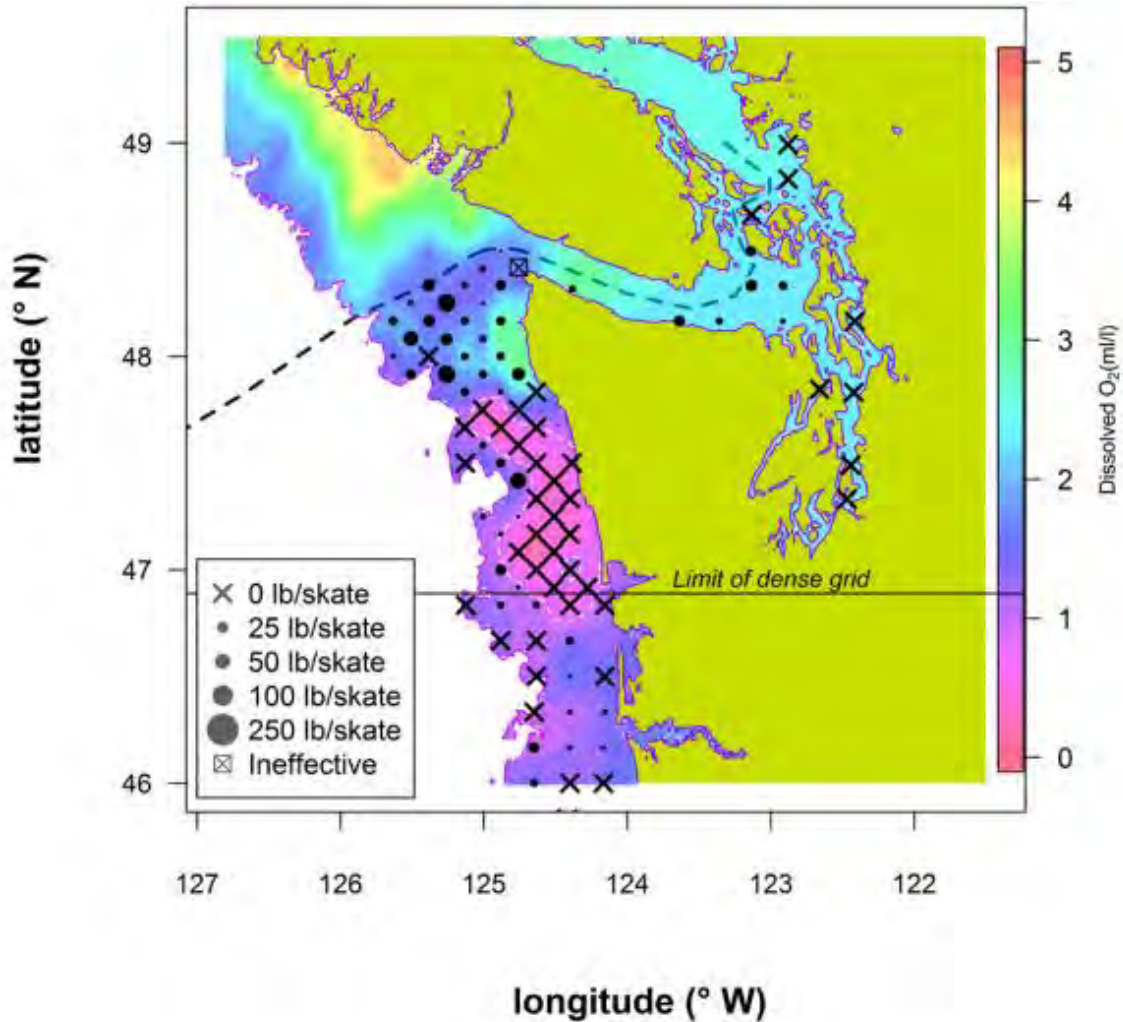 49
48
47
46
latitude (° N)
Limit of dense grid
0 lb/skate
25 lb/skate
50 lb/skate
100 lb/skate
250 lb/skate
Ineffective
5
4
3
2
1
0
Dissolved O₂(ml/l)
127
126
125
124
123
122
longitude (° W)